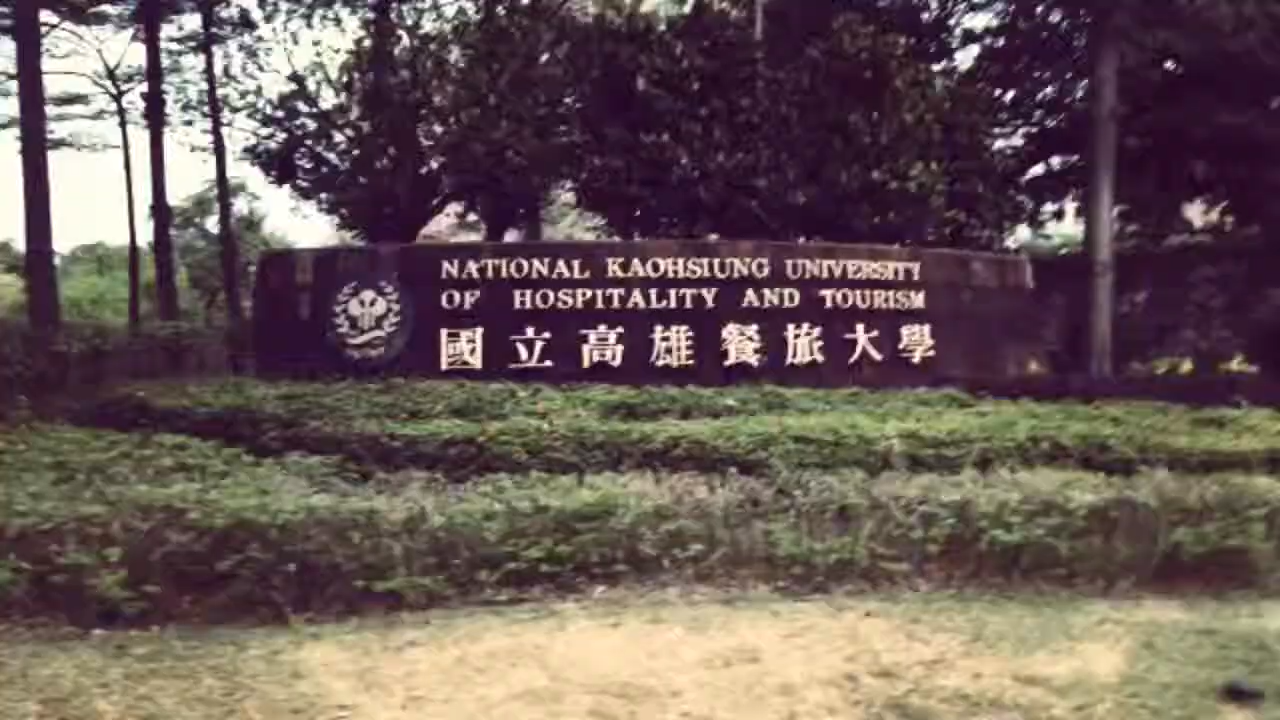 NATIONAL KAOHSIUNG UNIVERSITY
OF HOSPITALITY AND TOURISM
國立高雄餐旅大學